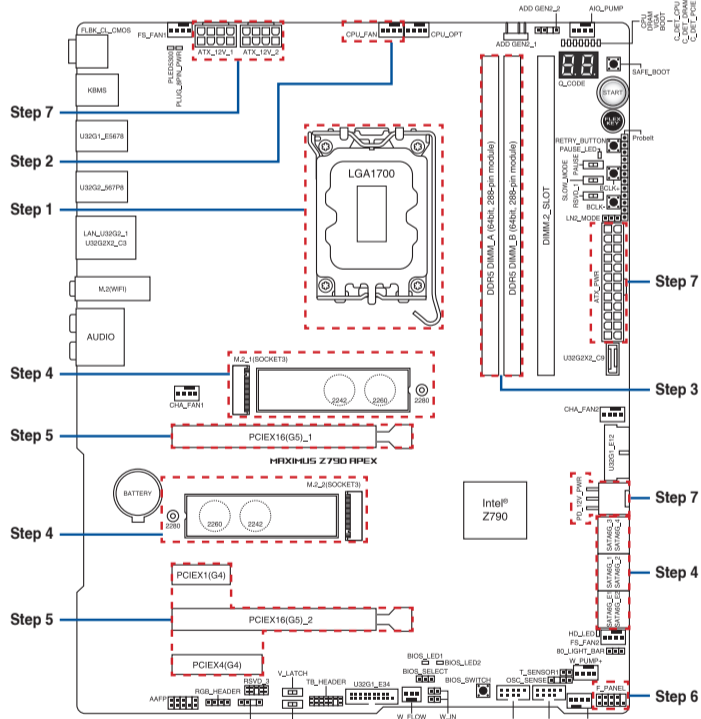 FLBK_CL_CMOS
FS_FAN1
ATX_12V_1
ATX_12V_2
CPU_FAN
CPU_OPT
ADD_GEN2_2
ADD GEN2_1
AIO_PUMP
CPU
DRAM
VGA
BOOT
C_DET_CPU
C_DET_DRAM
C_DET_PCIE
PLED5300
PLUG_8PIN_PWR
Q_CODE
SAFE_BOOT
START
FLEX KEY
KBMS
Step 7
U32G1_E5678
Step 2
RETRY_BUTTON
ProbeIt
PAUSE_LED
PAUSE
SLOW_MODE
RSVD_1
BCLK+
BCLK-
LN2_MODE
LGA1700
U32G2_567P8
Step 1
DDR5 DIMM_A (64bit, 288-pin module)
DDR5 DIMM_B (64bit, 288-pin module)
DIMM.2_SLOT
LAN_U32G2_1
U32G2X2_C3
ATX_PWR
Step 7
M.2(WIFI)
AUDIO
U32G2X2_C9
M.2_1(SOCKET3)
Step 4
2242
2260
2280
Step 3
CHA_FAN1
CHA_FAN2
Step 5
PCIEX16(G5)_1
U32G1_E12
MAXIMUS Z790 APEX
M.2_2(SOCKET3)
BATTERY
PD_12V_PWR
Step 7
Intel®
Z790
2280
2260
2242
Step 4
SATA6G_3
SATA6G_4
SATA6G_1
SATA6G_2
Step 4
PCIEX1(G4)
SATA6G_E1
SATA6G_E2
Step 5
PCIEX16(G5)_2
HD_LED
FS_FAN2
80_LIGHT_BAR
PCIEX4(G4)
BIOS_LED1
BIOS_LED2
W_PUMP+
V_LATCH
BIOS_SELECT
T_SENSOR1
RSVD_3
TB_HEADER
U32G1_E34
BIOS_SWITCH
OSC_SENSE
F_PANEL
Step 6
AAFP
RGB_HEADER
W_FLOW
W_IN